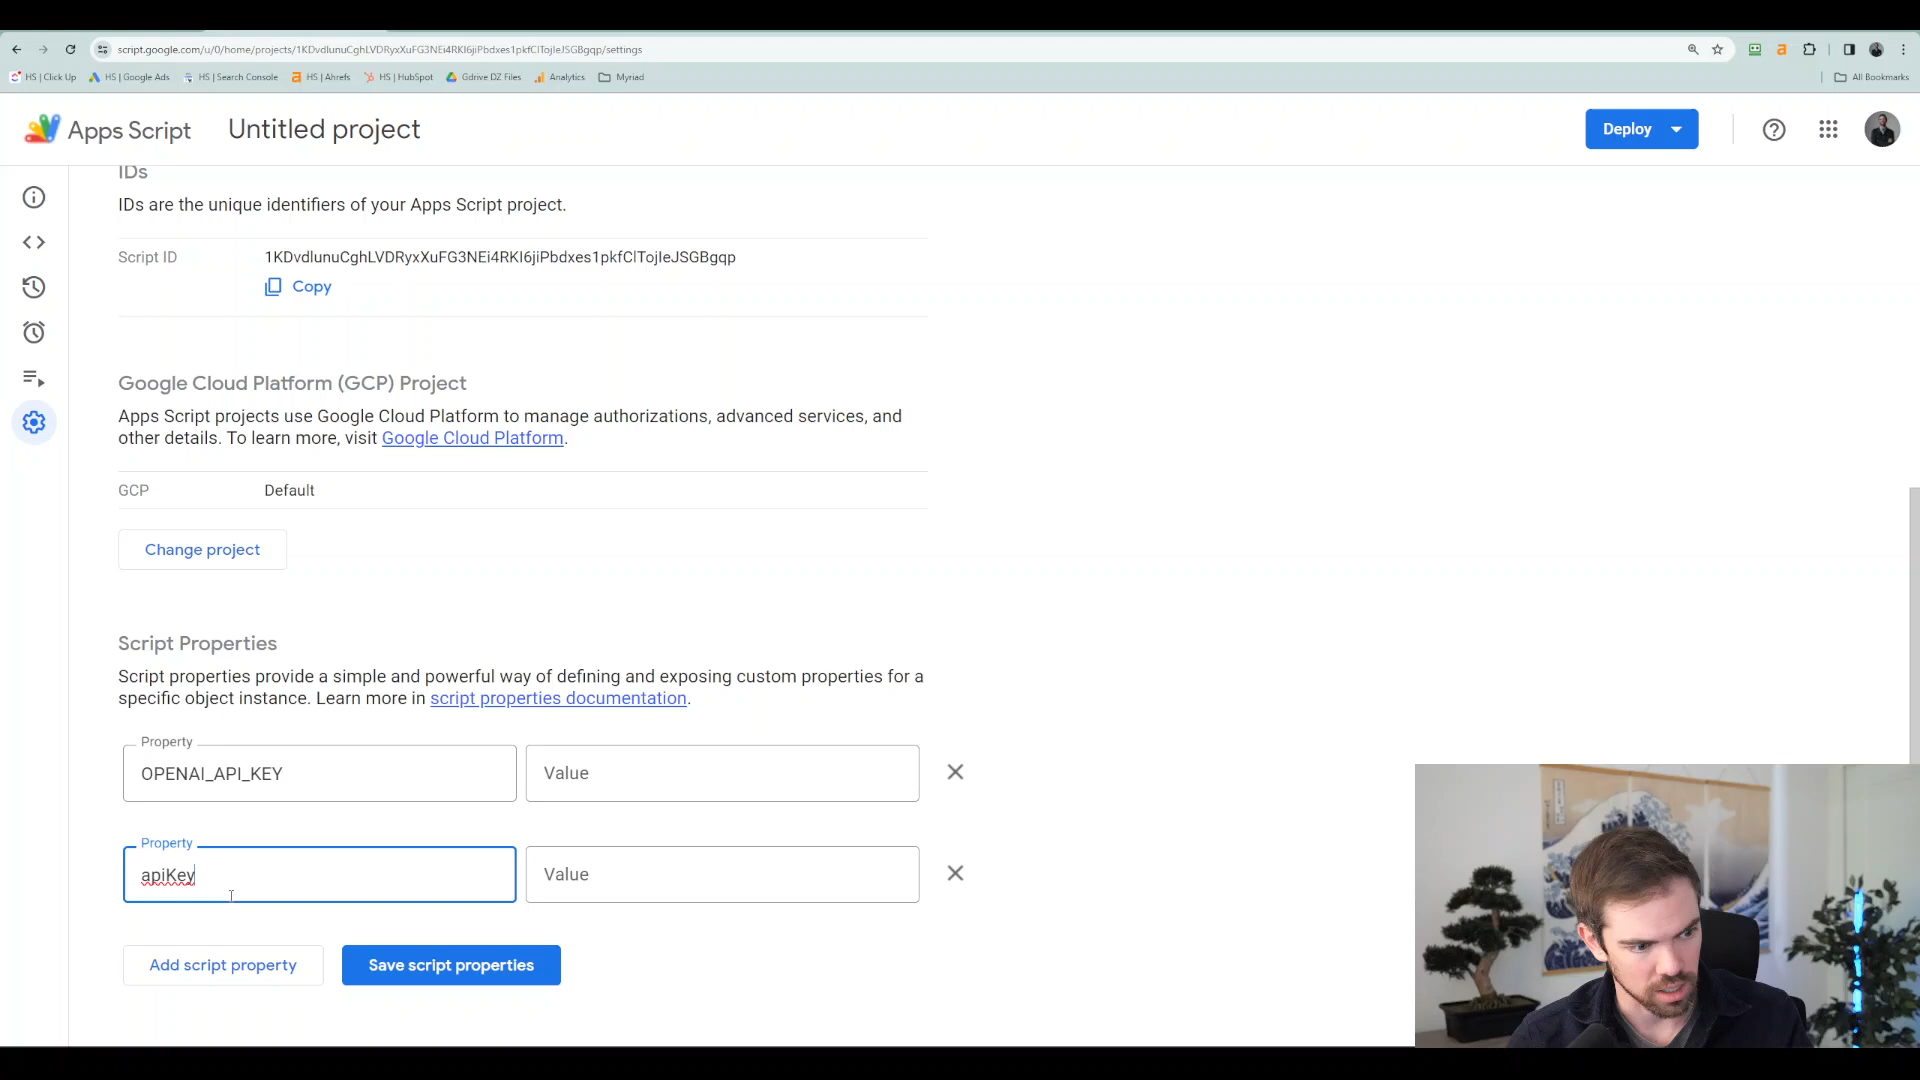 script.google.com/u/0/home/projects/1KDvdlunuCghLVDRyxXuFG3NEi4RKl6jiPbdxes1pkfClTojIeJSGBgqp/settings
HS | Click Up
HS | Google Ads
HS | Search Console
HS | Ahrefs
HS | HubSpot
Gdrive DZ Files
Analytics
Myriad
All Bookmarks
Apps Script
Untitled project
Deploy
IDs
IDs are the unique identifiers of your Apps Script project.
Script ID
1KDvdlunuCghLVDRyxXuFG3NEi4RKl6jiPbdxes1pkfClTojIeJSGBgqp
Copy
Google Cloud Platform (GCP) Project
Apps Script projects use Google Cloud Platform to manage authorizations, advanced services, and
other details. To learn more, visit Google Cloud Platform.
GCP
Default
Change project
Script Properties
Script properties provide a simple and powerful way of defining and exposing custom properties for a
specific object instance. Learn more in script properties documentation.
Property
OPENAI_API_KEY
Value
Property
apiKey
Value
Add script property
Save script properties